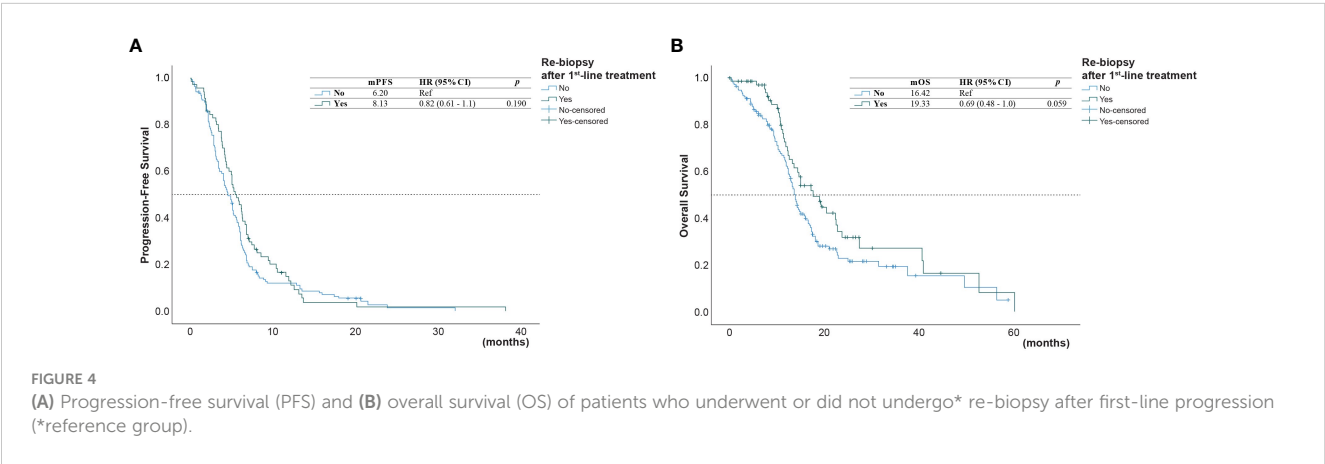 A
Re-biopsy
after 1st-line treatment
No
Yes
No-censored
Yes-censored
mPFS HR (95% CI) p
No 6.20 Ref
Yes 8.13 0.82 (0.61 - 1.1) 0.190
Progression-Free Survival
1.0
0.8
0.6
0.4
0.2
0.0
0 10 20 30 40
(months)
B
Re-biopsy
after 1st-line treatment
No
Yes
No-censored
Yes-censored
mOS HR (95% CI) p
No 16.42 Ref
Yes 19.33 0.69 (0.48 - 1.0) 0.059
Overall Survival
1.0
0.8
0.6
0.4
0.2
0.0
0 20 40 60
(months)
FIGURE 4
(A) Progression-free survival (PFS) and (B) overall survival (OS) of patients who underwent or did not undergo* re-biopsy after first-line progression
(*reference group).